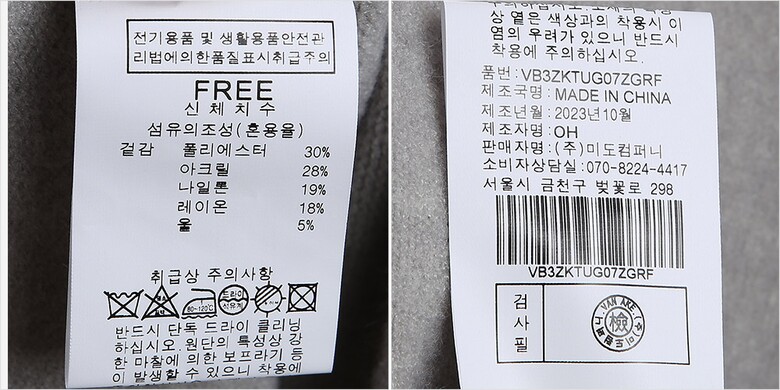 전기용품 및 생활용품안전관
리법에의한품질표시취급주의
FREE
신체치수
섬유의조성(혼용율)
겉감 폴리에스터 30%
아크릴 28%
나일론 19%
레이온 18%
울 5%
취급상 주의사항
80~120℃
드라이
석유계
반드시 단독 드라이 클리닝
하십시오. 원단의 특성상 강
한 마찰에 의한 보프라기 등
이 발생할 수 있으니 착용에
상 옅은 색상과의 착용시 이
염의 우려가 있으니 반드시
착용에 주의하십시오.
품번:VB3ZKTUG07ZGRF
제조국명:MADE IN CHINA
제조년월:2023년10월
제조자명:OH
판매자명:(주)미도컴퍼니
소비자상담실:070-8224-4417
서울시 금천구 벚꽃로 298
VB3ZKTUG07ZGRF
검사필
檢